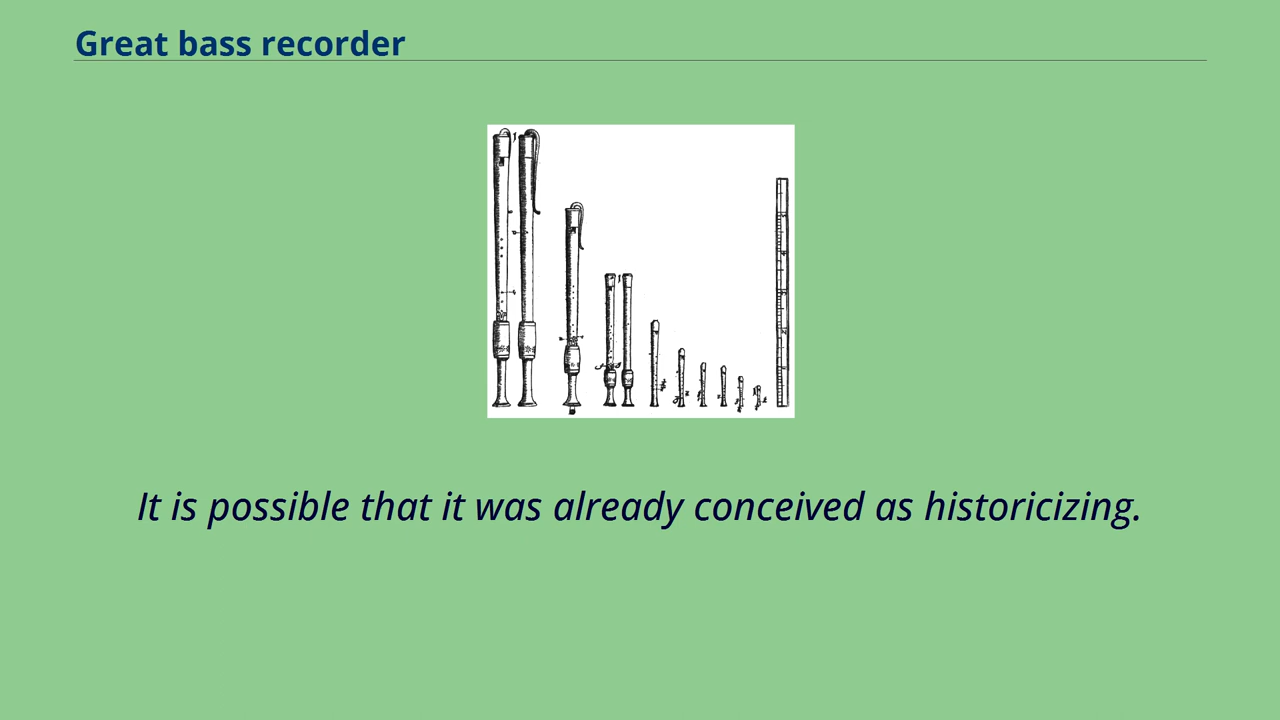 Great bass recorder
It is possible that it was already conceived as historicizing.